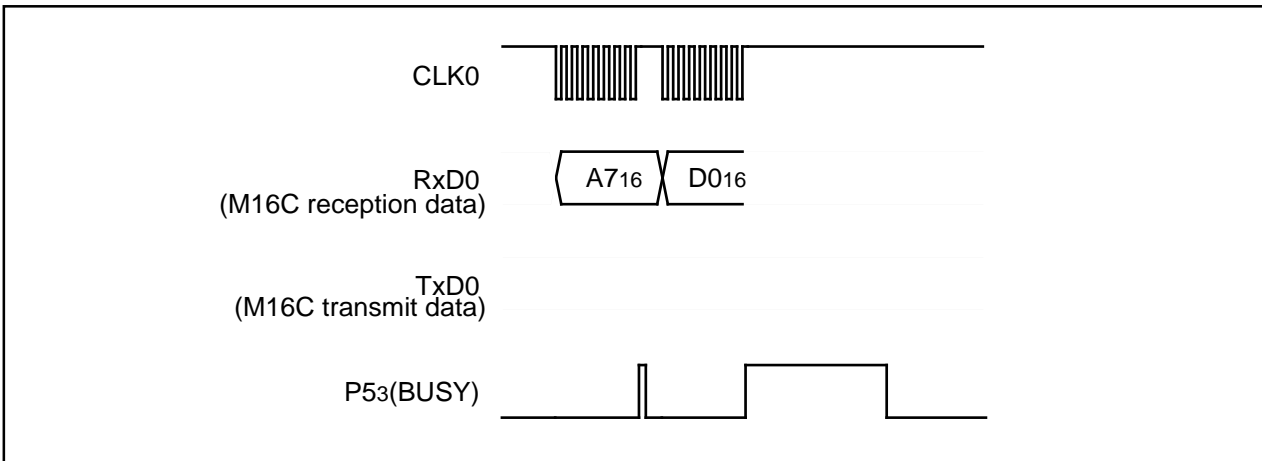 CLK0
RxD0 A716 D016
(M16C reception data)
TxD0
(M16C transmit data)
P53(BUSY)